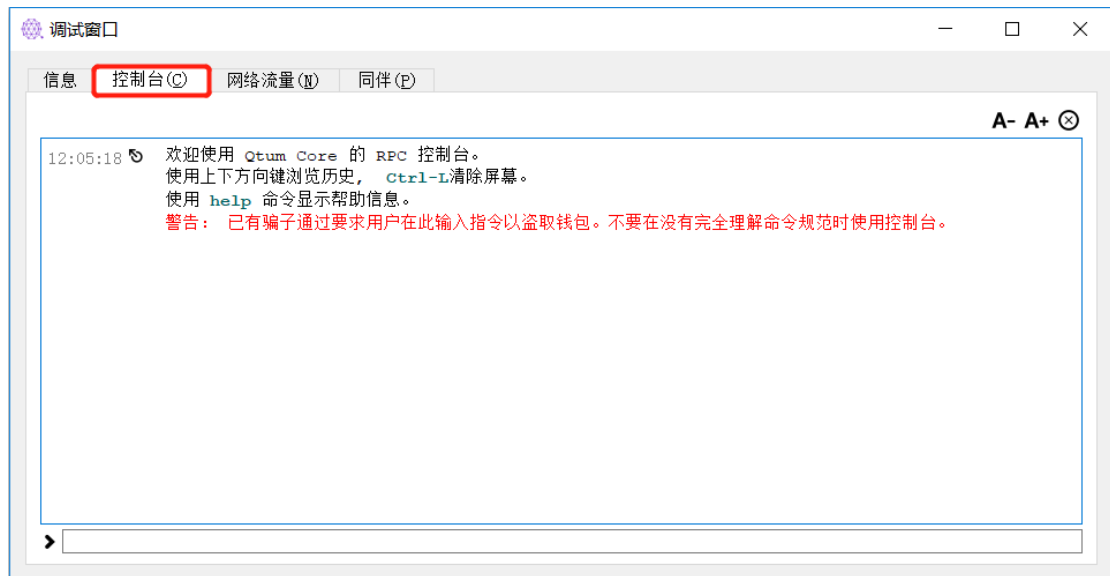 调试窗口
信息 控制台(C) 网络流量(N) 同伴(P)
A- A+
12:05:18 欢迎使用 Qtum Core 的 RPC 控制台。
使用上下方向键浏览历史, Ctrl-L清除屏幕。
使用 help 命令显示帮助信息。
警告: 已有骗子通过要求用户在此输入指令以盗取钱包。不要在没有完全理解命令规范时使用控制台。